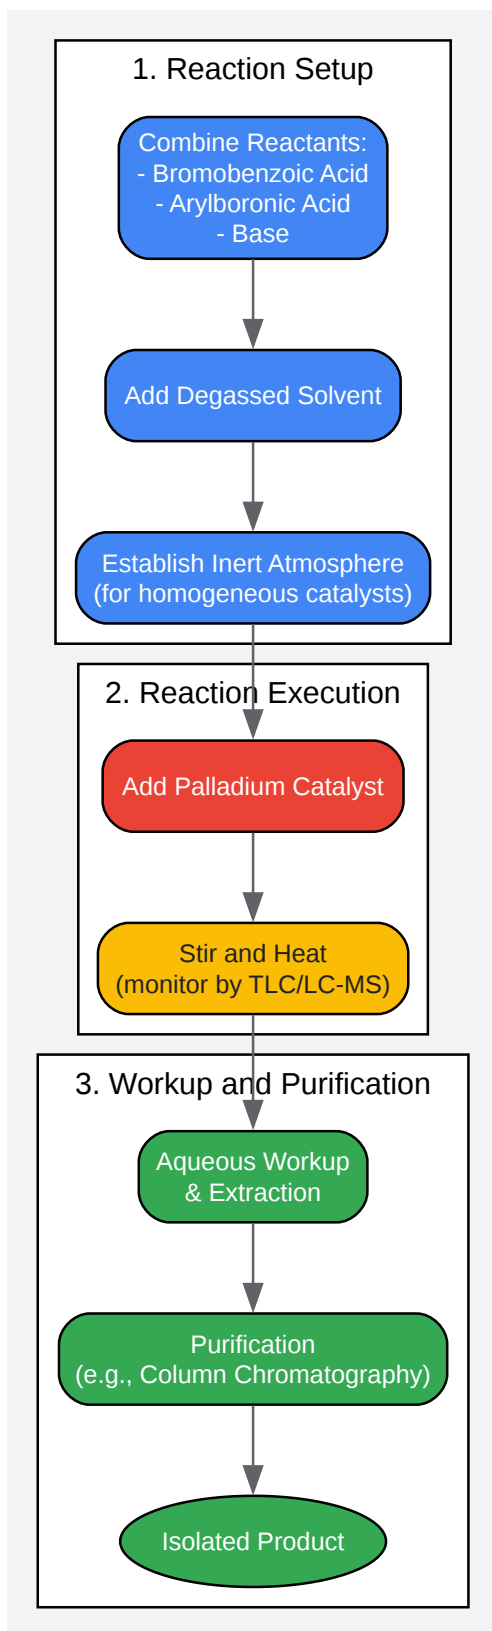 1. Reaction Setup
Combine Reactants:
- Bromobenzoic Acid
- Arylboronic Acid
- Base
Add Degassed Solvent
Establish Inert Atmosphere
(for homogeneous catalysts)
2. Reaction Execution
Add Palladium Catalyst
Stir and Heat
(monitor by TLC/LC-MS)
3. Workup and Purification
Aqueous Workup
& Extraction
Purification
(e.g., Column Chromatography)
Isolated Product